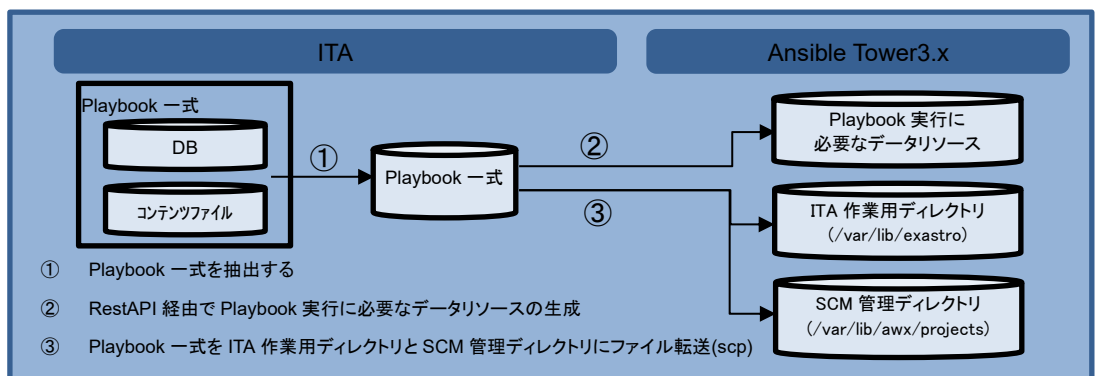 ITA
Ansible Tower3.x
Playbook 一式
DB
コンテンツファイル
①
Playbook 一式
②
③
Playbook 実行に
必要なデータリソース
ITA 作業用ディレクトリ
(/var/lib/exastro)
SCM 管理ディレクトリ
(/var/lib/awx/projects)
① Playbook 一式を抽出する
② RestAPI 経由で Playbook 実行に必要なデータリソースの生成
③ Playbook 一式を ITA 作業用ディレクトリと SCM 管理ディレクトリにファイル転送(scp)